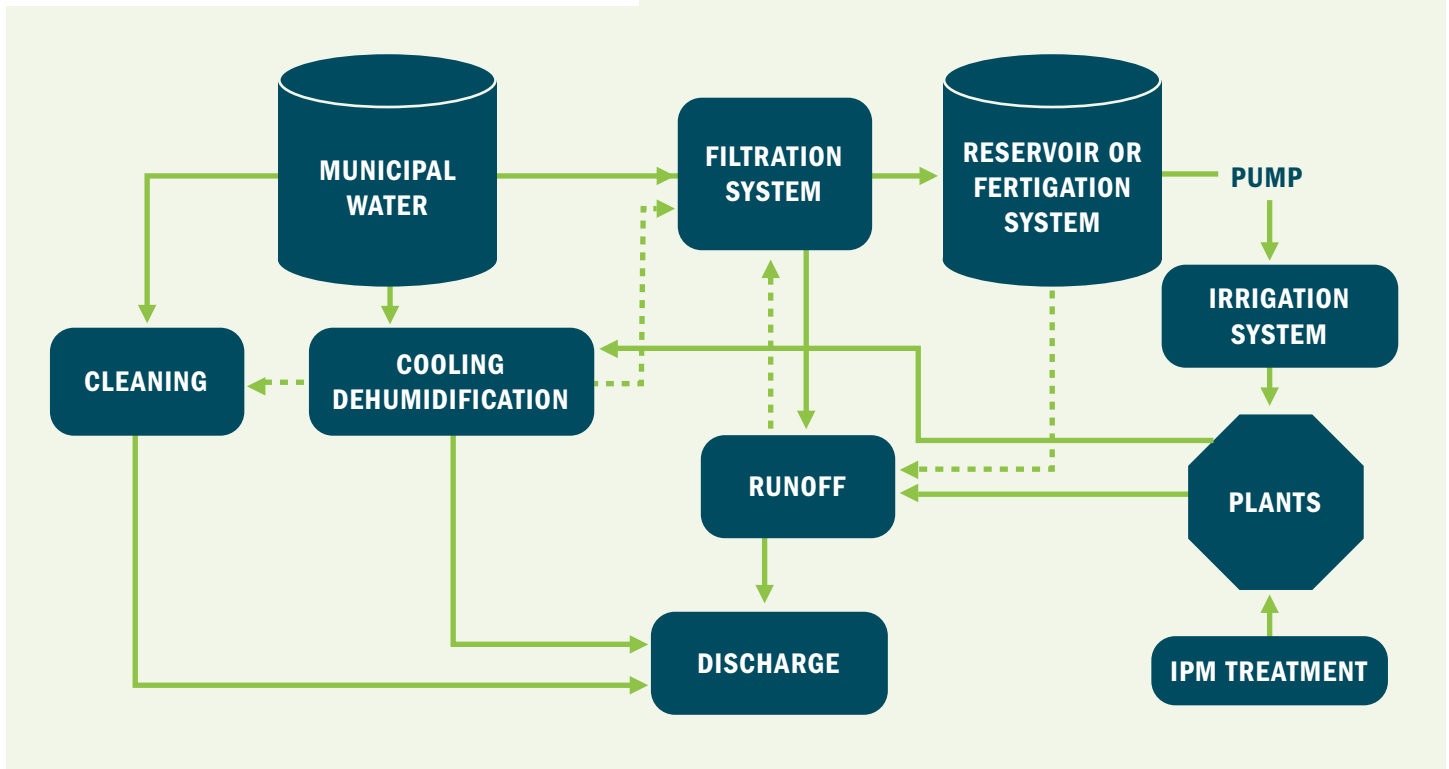 MUNICIPAL
WATER
FILTRATION
SYSTEM
RESERVOIR OR
FERTIGATION
SYSTEM
PUMP
IRRIGATION
SYSTEM
CLEANING
COOLING
DEHUMIDIFICATION
RUNOFF
PLANTS
DISCHARGE
IPM TREATMENT